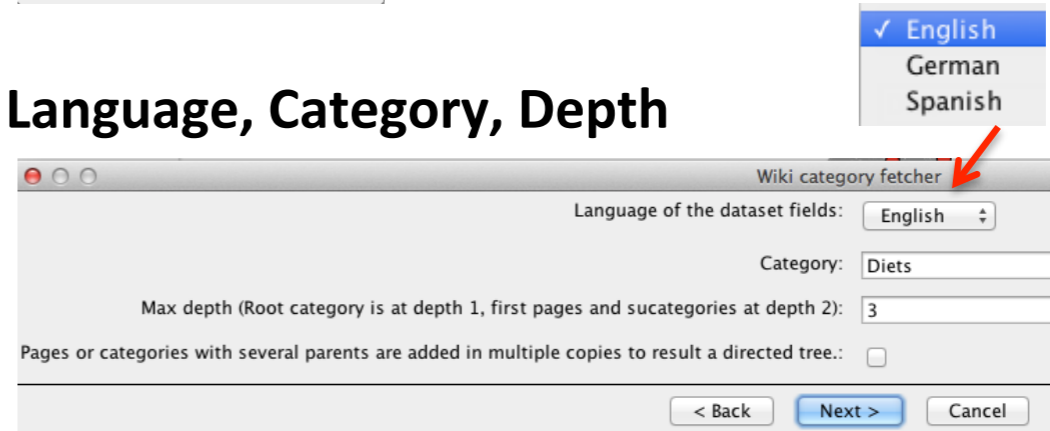 ✓ English
German
Spanish
Language, Category, Depth
Wiki category fetcher
Language of the dataset fields: English
Category: Diets
Max depth (Root category is at depth 1, first pages and sucategories at depth 2): 3
Pages or categories with several parents are added in multiple copies to result a directed tree.:
< Back Next > Cancel